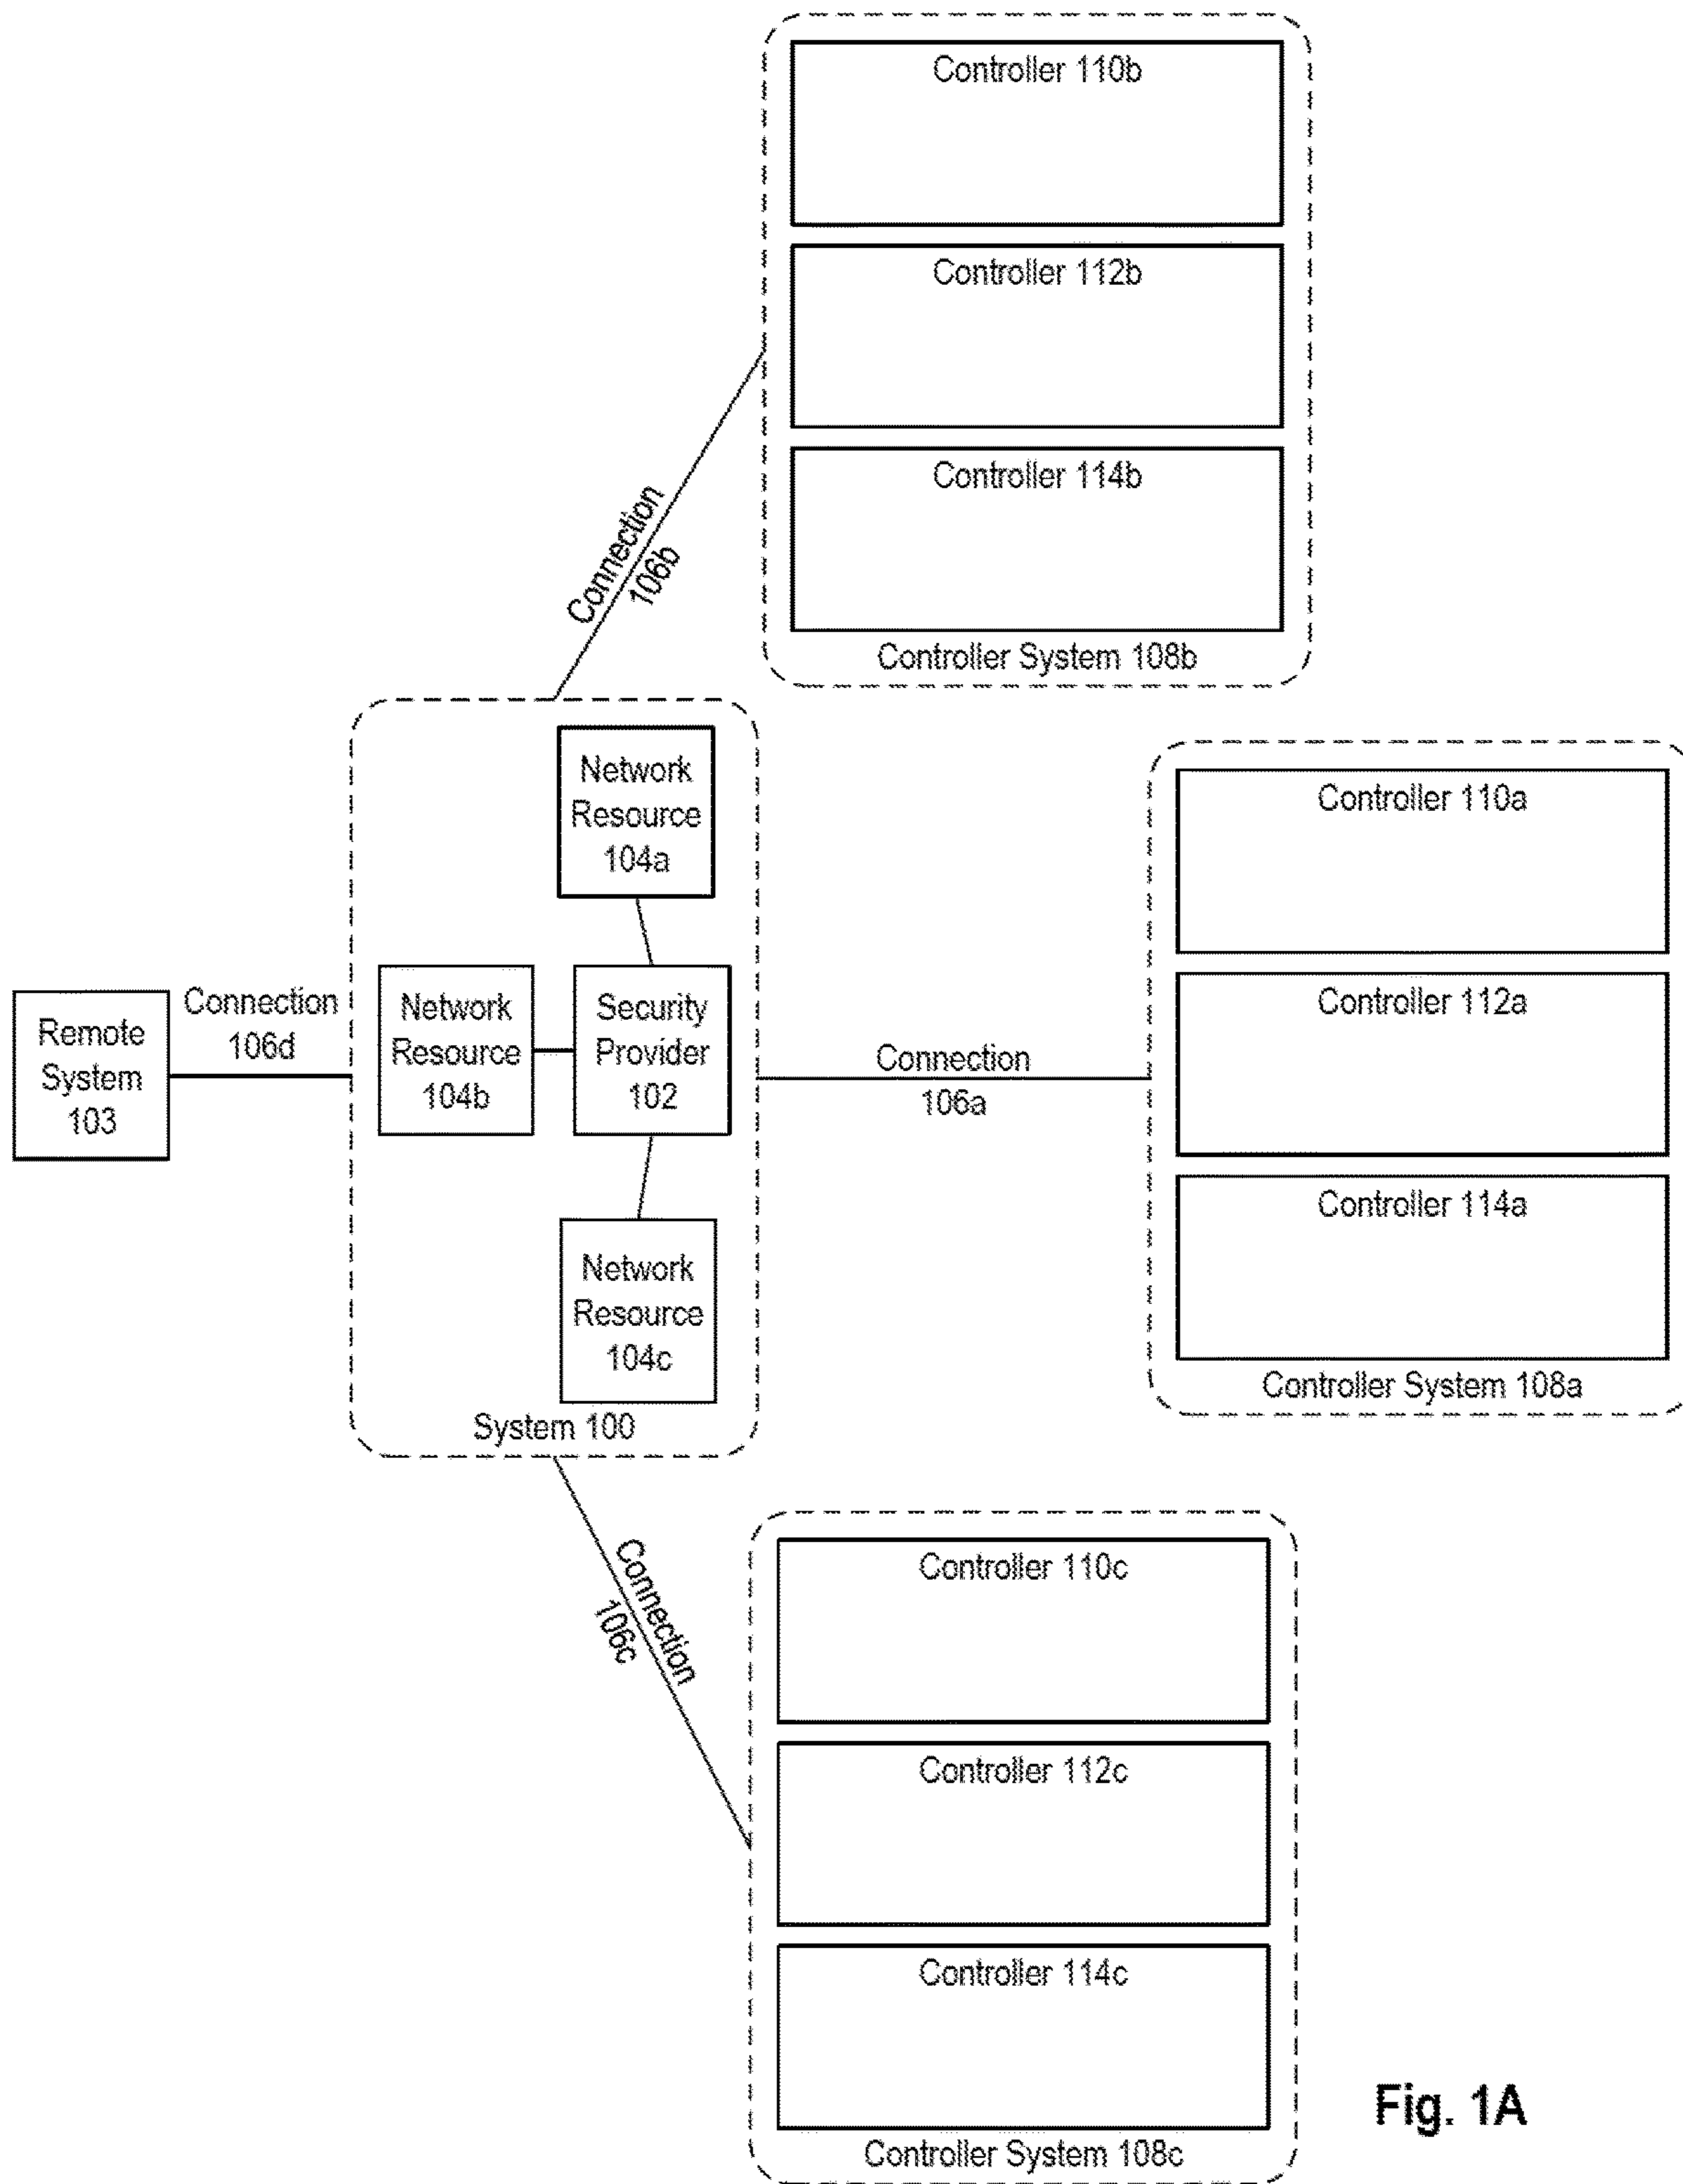 Controller 110b
Controller 112b
Controller 114b
Controller System 108b
Connection
106b
Network
Resource
104a
Network
Resource
104b
Security
Provider
102
Network
Resource
104c
System 100
Remote
System
103
Connection
106d
Connection
106a
Controller 110a
Controller 112a
Controller 114a
Controller System 108a
Connection
106c
Controller 110c
Controller 112c
Controller 114c
Controller System 108c
Fig. 1A